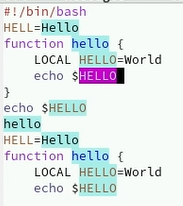 #!/bin/bash
HELL=Hello
function hello {
    LOCAL HELLO=World
    echo $HELLO
}
echo $HELLO
hello
HELL=Hello
function hello {
    LOCAL HELLO=World
    echo $HELLO